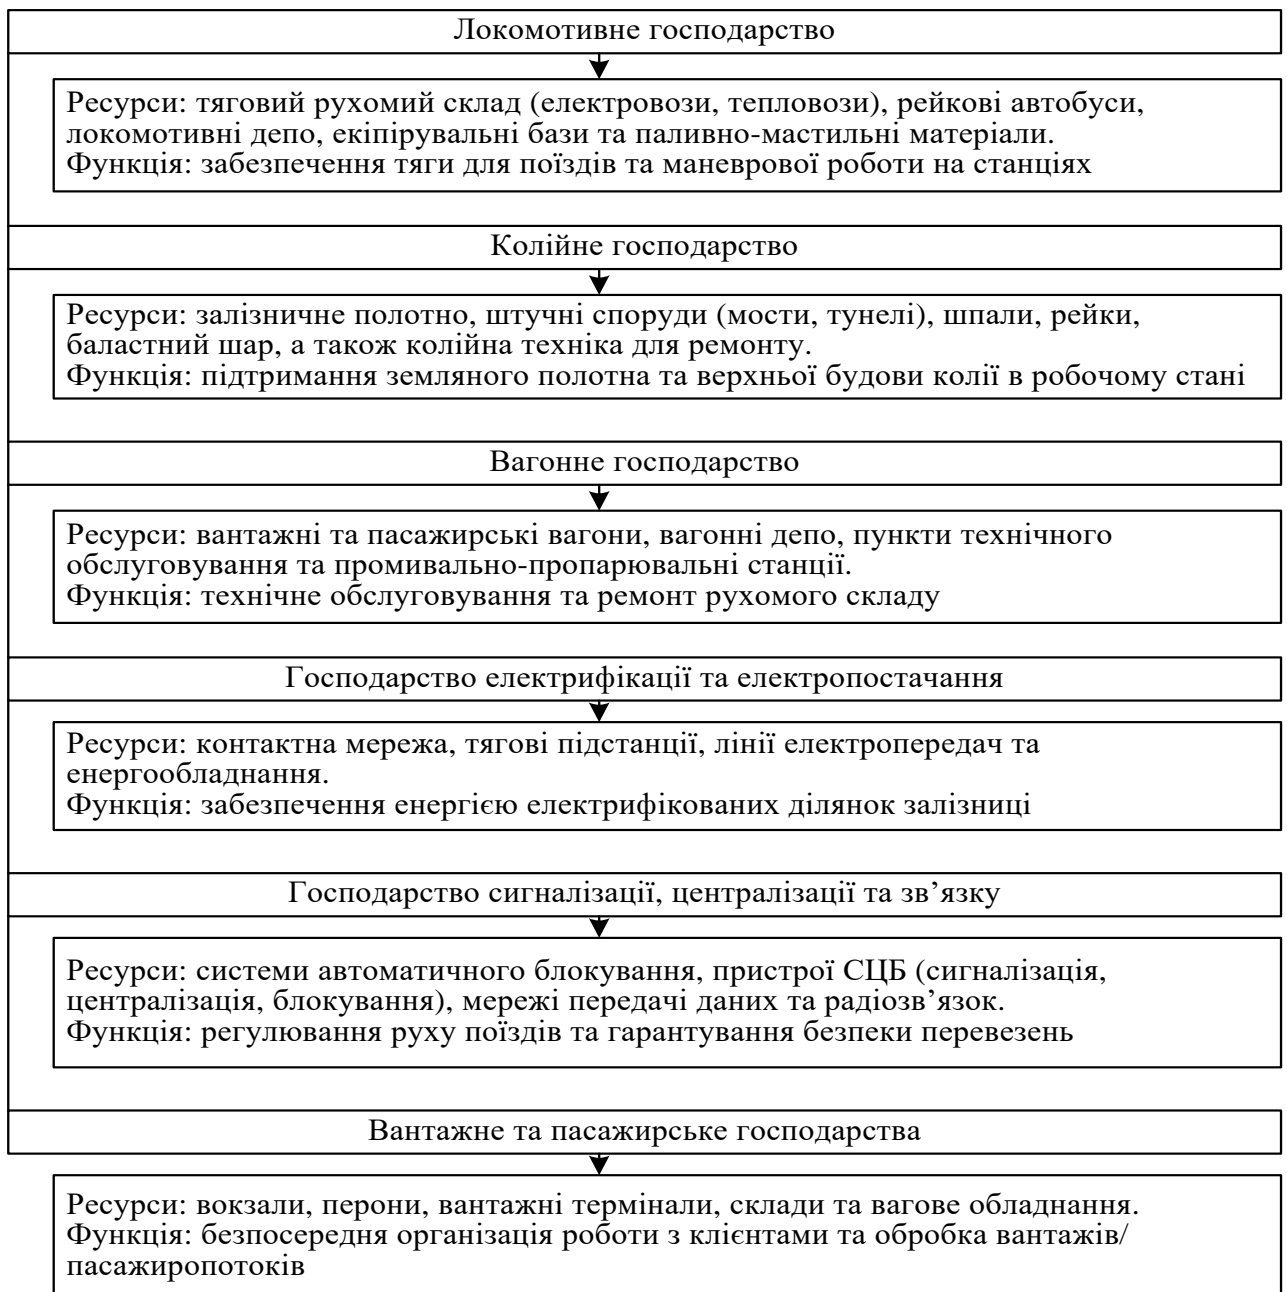 Локомотивне господарство
Ресурси: тяговий рухомий склад (електровози, тепловози), рейкові автобуси,
локомотивні депо, екіпірувальні бази та паливно-мастильні матеріали.
Функція: забезпечення тяги для поїздів та маневрової роботи на станціях
Колійне господарство
Ресурси: залізничне полотно, штучні споруди (мости, тунелі), шпали, рейки,
баластний шар, а також колійна техніка для ремонту.
Функція: підтримання земляного полотна та верхньої будови колії в робочому стані
Вагонне господарство
Ресурси: вантажні та пасажирські вагони, вагонні депо, пункти технічного
обслуговування та промивально-пропарювальні станції.
Функція: технічне обслуговування та ремонт рухомого складу
Господарство електрифікації та електропостачання
Ресурси: контактна мережа, тягові підстанції, лінії електропередач та
енергообладнання.
Функція: забезпечення енергією електрифікованих ділянок залізниці
Господарство сигналізації, централізації та зв’язку
Ресурси: системи автоматичного блокування, пристрої СЦБ (сигналізація,
централізація, блокування), мережі передачі даних та радіозв’язок.
Функція: регулювання руху поїздів та гарантування безпеки перевезень
Вантажне та пасажирське господарства
Ресурси: вокзали, перони, вантажні термінали, склади та вагове обладнання.
Функція: безпосередня організація роботи з клієнтами та обробка вантажів/
пасажиропотоків